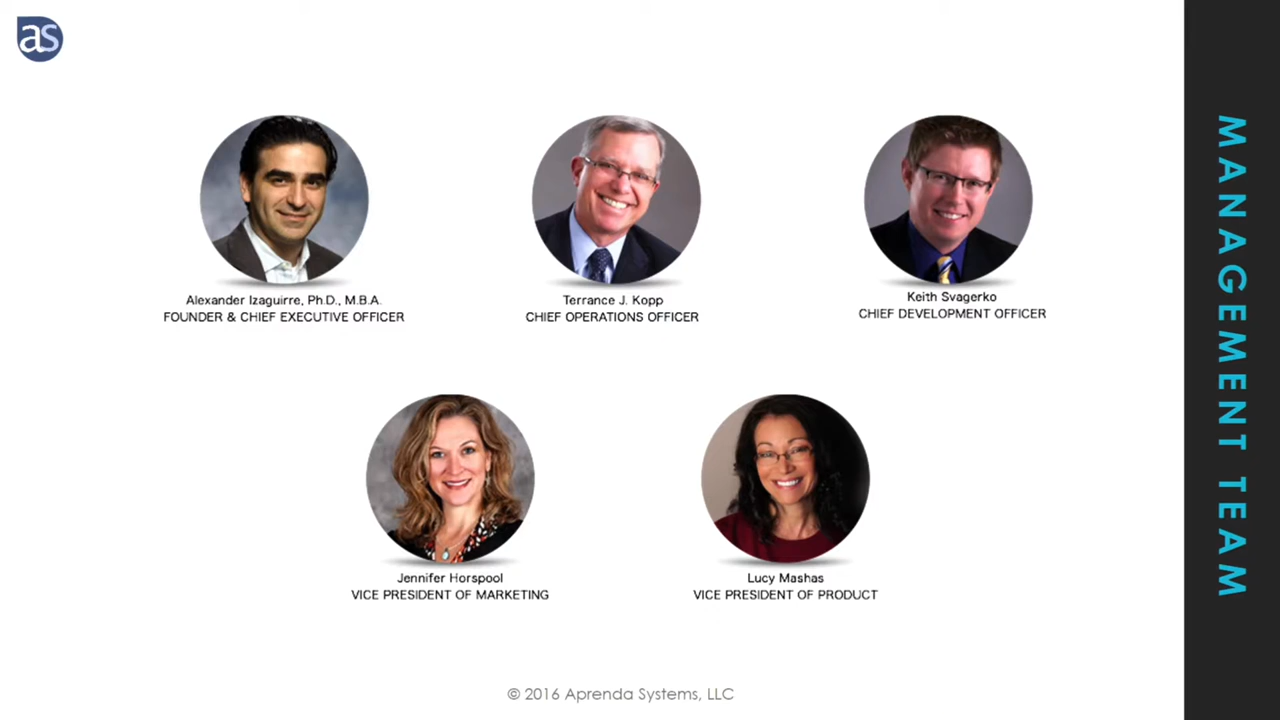 as
Alexander Izaguirre, Ph.D., M.B.A.
FOUNDER & CHIEF EXECUTIVE OFFICER
Terrance J. Kopp
CHIEF OPERATIONS OFFICER
Keith Svagerko
CHIEF DEVELOPMENT OFFICER
Jennifer Horspool
VICE PRESIDENT OF MARKETING
Lucy Mashas
VICE PRESIDENT OF PRODUCT
© 2016 Aprenda Systems, LLC
MANAGEMENT TEAM